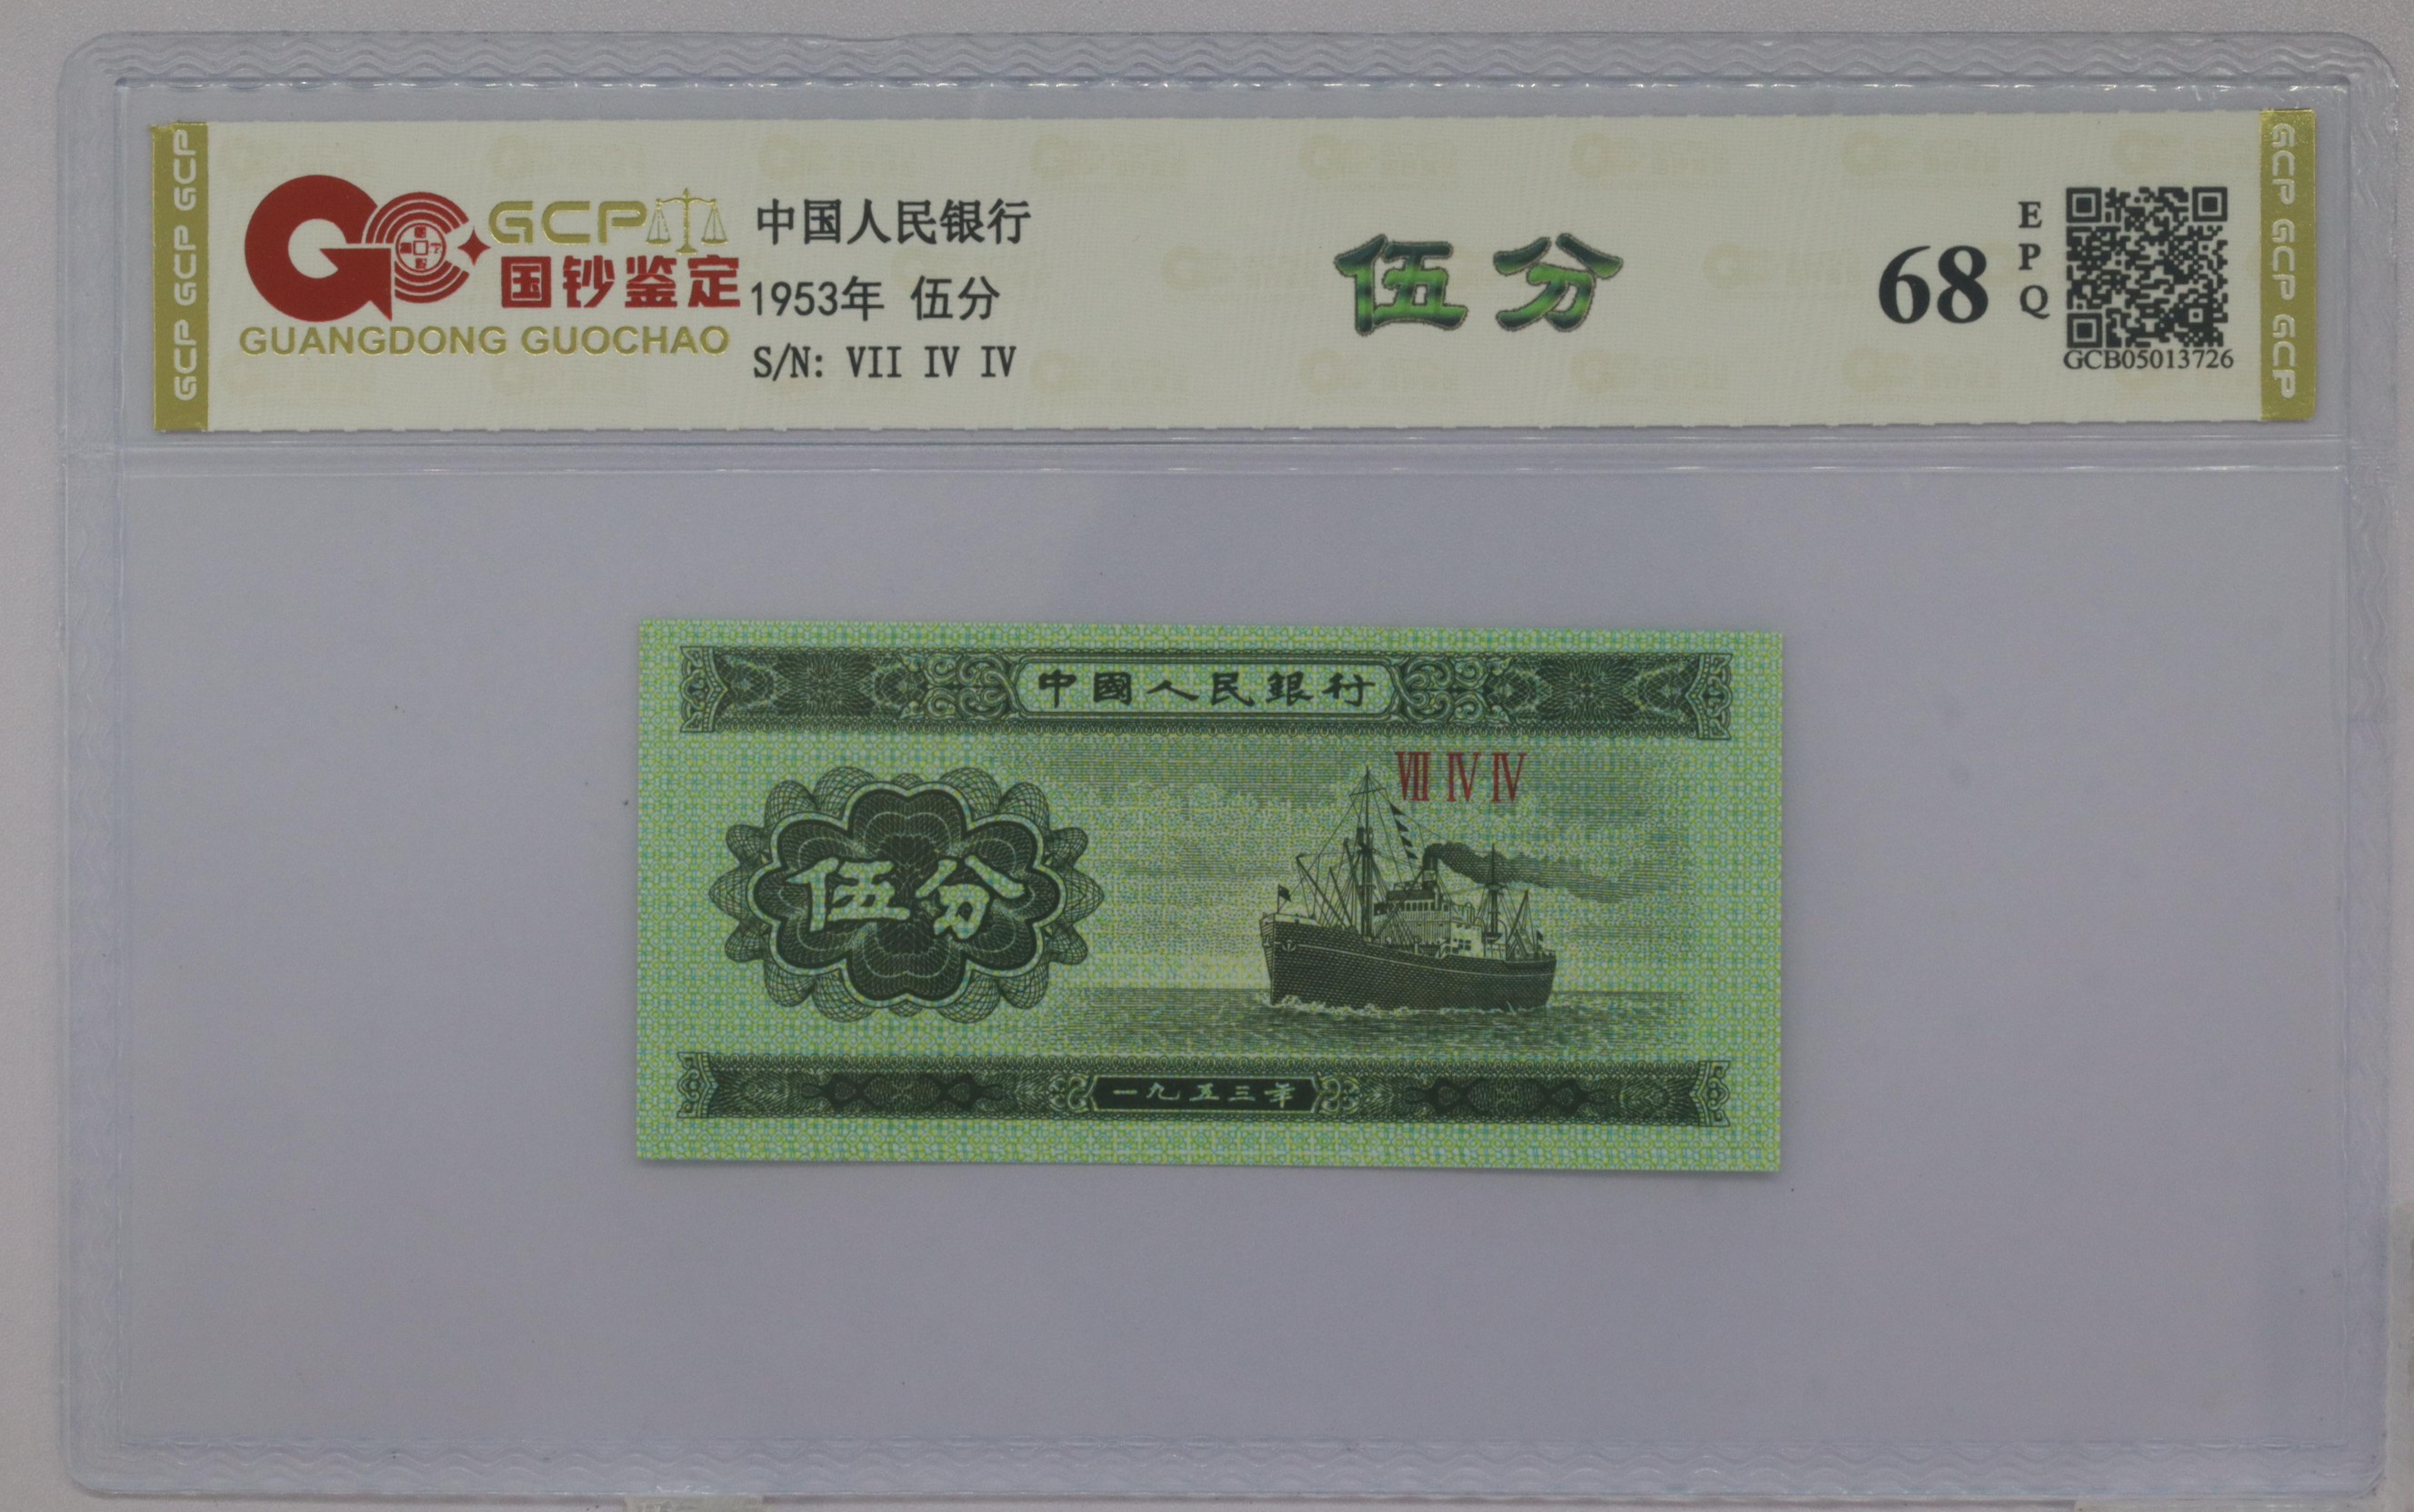 GCP GCP GCP
GCP
国钞鉴定
GUANGDONG GUOCHAO
中国人民银行
1953年 伍分
S/N: VII IV IV
伍分
68
EPQ
GCB05013726
GCP GCP GCP
中國人民銀行
Ⅶ Ⅳ Ⅳ
伍分
一九五三年